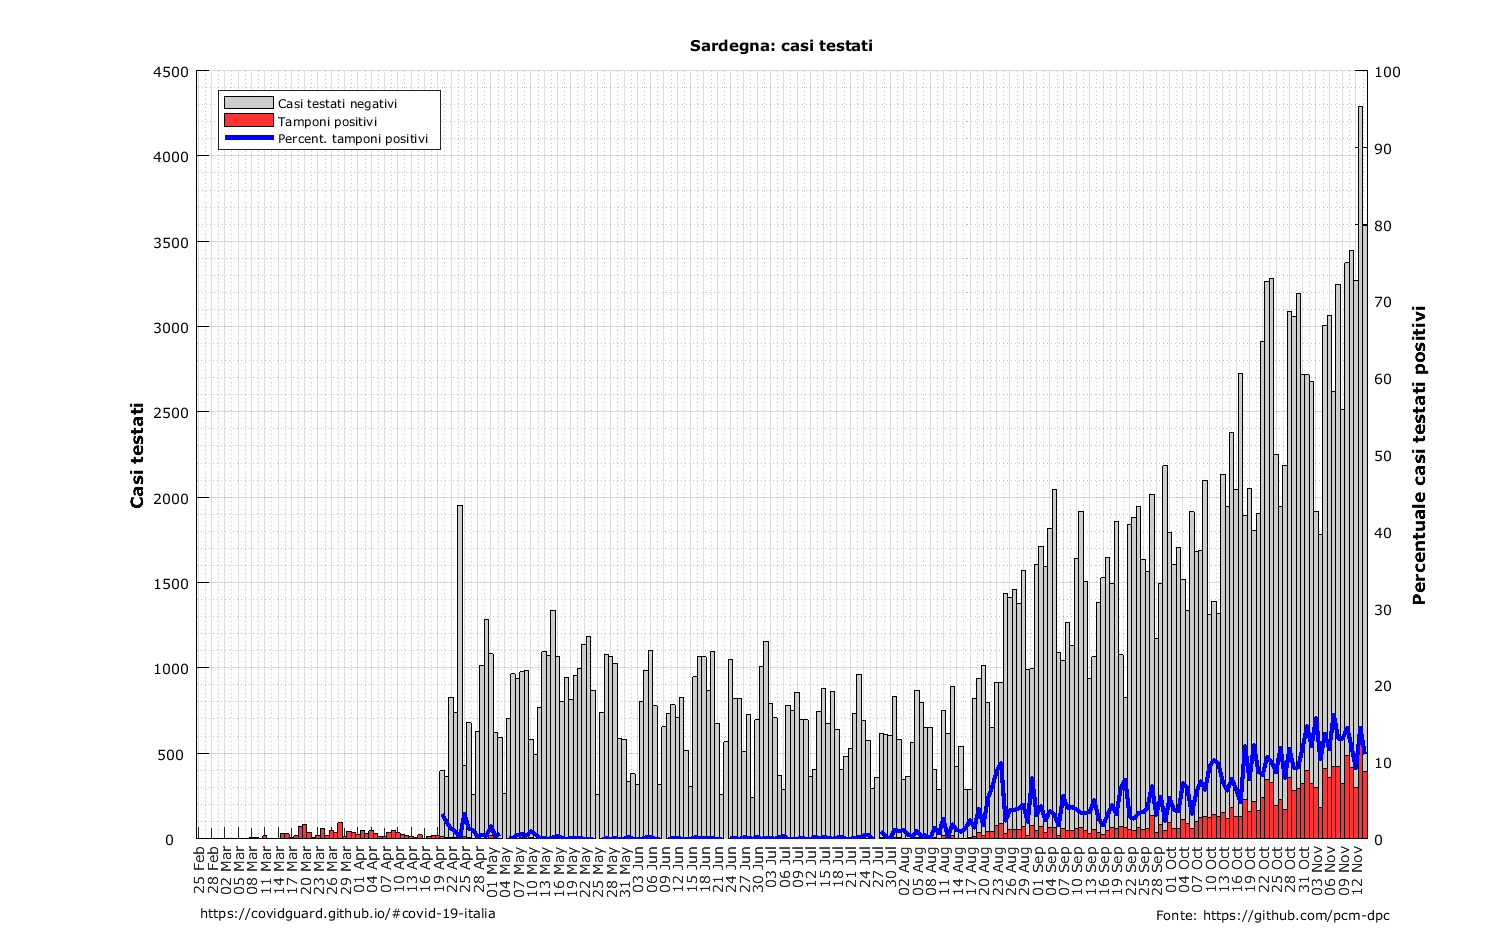 Sardegna: casi testati
4500
4000
3500
3000
2500
2000
1500
1000
500
0
Casi testati
Casi testati negativi
Tamponi positivi
Percent. tamponi positivi
100
90
80
70
60
50
40
30
20
10
0
Percentuale casi testati positivi
25 Feb
28 Feb
02 Mar
05 Mar
08 Mar
11 Mar
14 Mar
17 Mar
20 Mar
23 Mar
26 Mar
29 Mar
01 Apr
04 Apr
07 Apr
10 Apr
13 Apr
16 Apr
19 Apr
22 Apr
25 Apr
28 Apr
01 May
04 May
07 May
10 May
13 May
16 May
19 May
22 May
25 May
28 May
31 May
03 Jun
06 Jun
09 Jun
12 Jun
15 Jun
18 Jun
21 Jun
24 Jun
27 Jun
30 Jun
03 Jul
06 Jul
09 Jul
12 Jul
15 Jul
18 Jul
21 Jul
24 Jul
27 Jul
30 Jul
02 Aug
05 Aug
08 Aug
11 Aug
14 Aug
17 Aug
20 Aug
23 Aug
26 Aug
29 Aug
01 Sep
04 Sep
07 Sep
10 Sep
13 Sep
16 Sep
19 Sep
22 Sep
25 Sep
28 Sep
01 Oct
04 Oct
07 Oct
10 Oct
13 Oct
16 Oct
19 Oct
22 Oct
25 Oct
28 Oct
31 Oct
03 Nov
06 Nov
09 Nov
12 Nov
https://covidguard.github.io/#covid-19-italia
Fonte: https://github.com/pcm-dpc